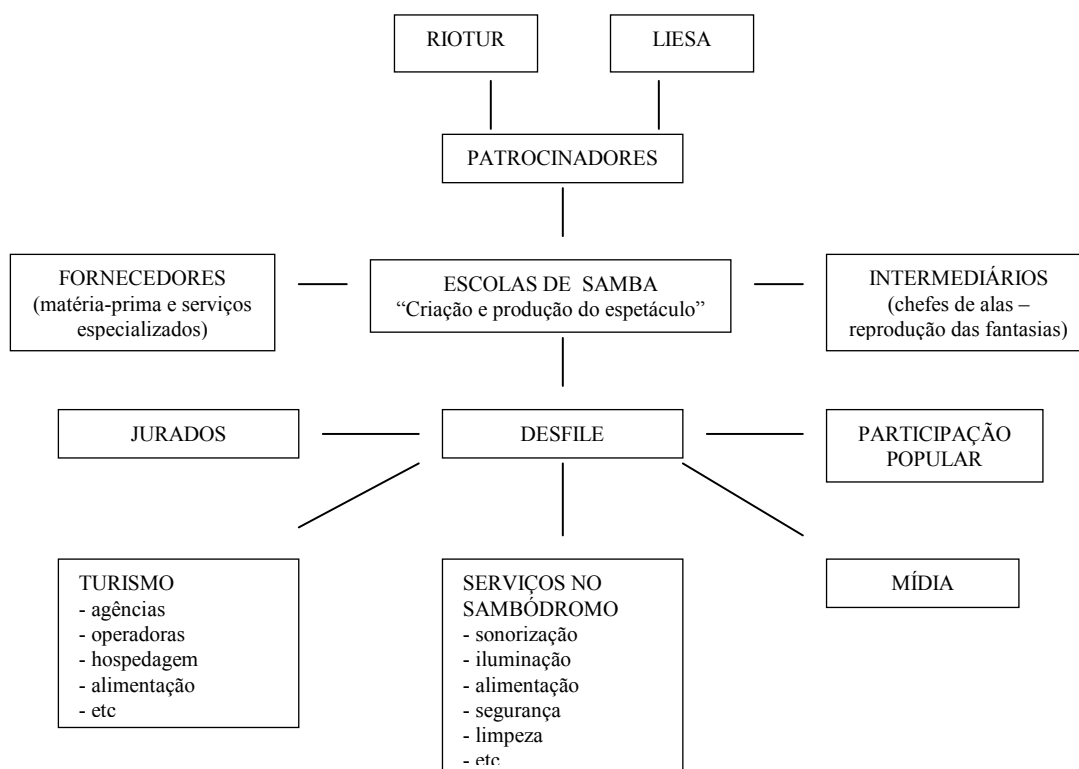 RIOTUR
LIESA
PATROCINADORES
FORNECEDORES
(matéria-prima e serviços
especializados)
ESCOLAS DE SAMBA
“Criação e produção do espetáculo”
INTERMEDIÁRIOS
(chefes de alas –
reprodução das fantasias)
JURADOS
DESFILE
PARTICIPAÇÃO
POPULAR
TURISMO
- agências
- operadoras
- hospedagem
- alimentação
- etc
SERVIÇOS NO
SAMBÓDROMO
- sonorização
- iluminação
- alimentação
- segurança
- limpeza
- etc
MÍDIA